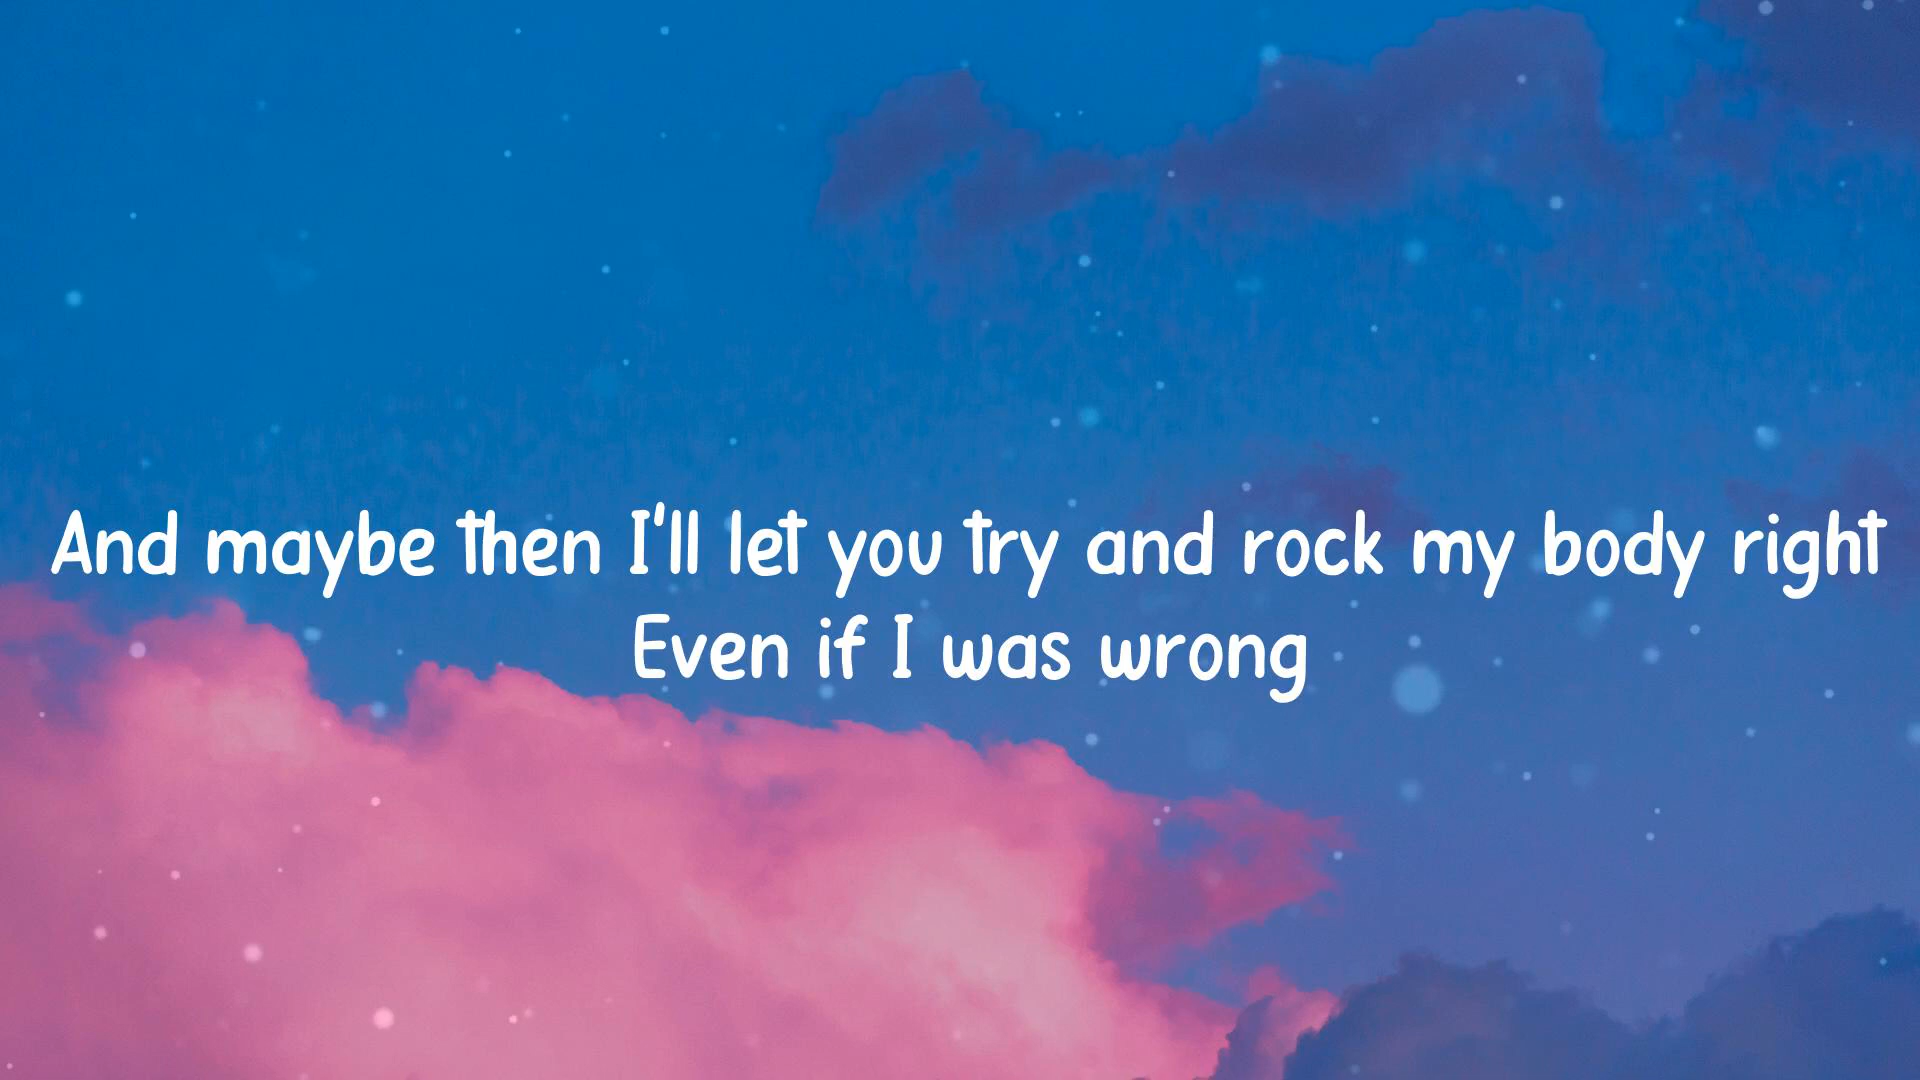 And maybe then I'll let you try and rock my body right
Even if I was wrong